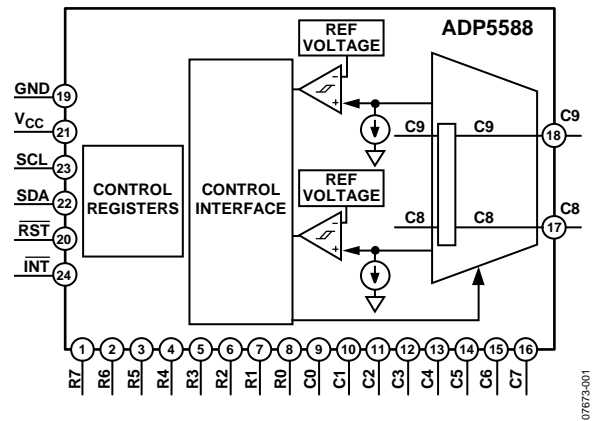 ADP5588
REF
VOLTAGE
–
+
GND
19
VCC
21
SCL
23
SDA
22
RST
20
INT
24
CONTROL
REGISTERS
CONTROL
INTERFACE
C9
C9
18
C9
REF
VOLTAGE
–
+
C8
C8
17
C8
1
2
3
4
5
6
7
8
9
10
11
12
13
14
15
16
R7
R6
R5
R4
R3
R2
R1
R0
C0
C1
C2
C3
C4
C5
C6
C7
07673-001